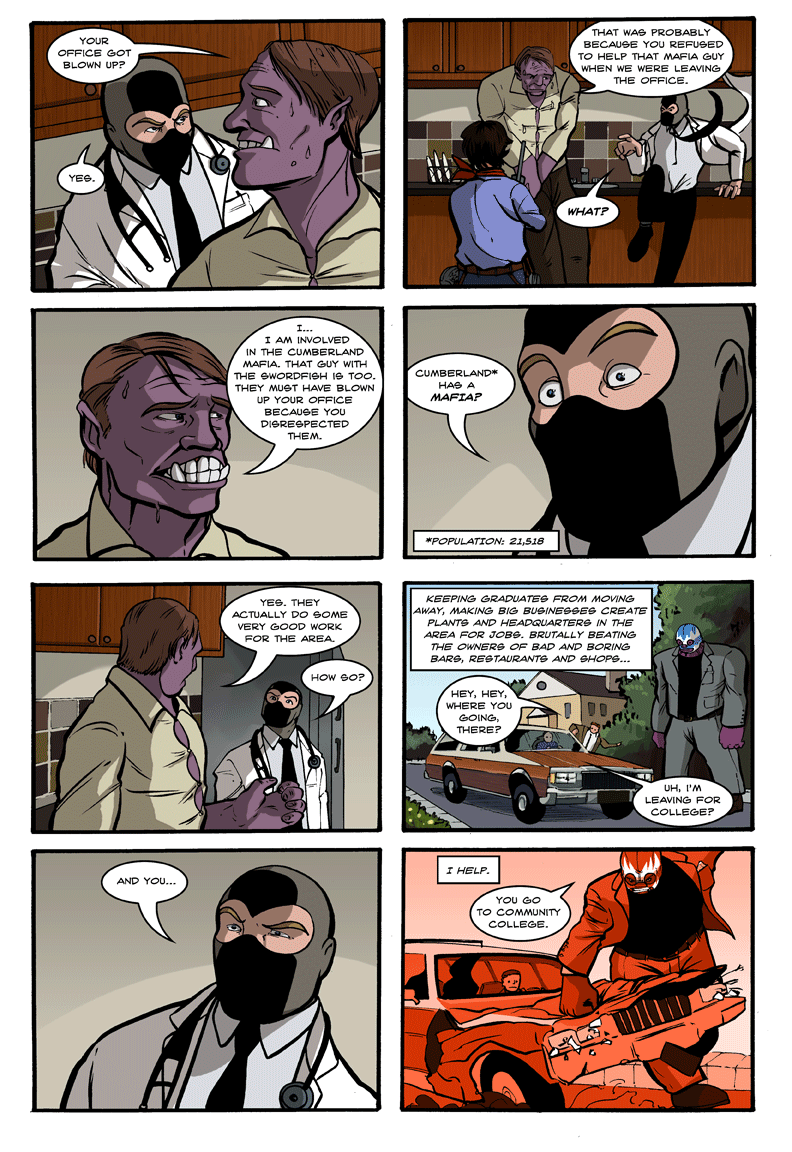 YOUR
OFFICE GOT
BLOWN UP?
YES.
THAT WAS PROBABLY
BECAUSE YOU REFUSED
TO HELP THAT MAFIA GUY
WHEN WE WERE LEAVING
THE OFFICE.
WHAT?
I...
I AM INVOLVED
IN THE CUMBERLAND
MAFIA. THAT GUY WITH
THE SWORDFISH IS TOO.
THEY MUST HAVE BLOWN
UP YOUR OFFICE
BECAUSE YOU
DISRESPECTED
THEM.
CUMBERLAND*
HAS A
MAFIA?
*POPULATION: 21,518
YES. THEY
ACTUALLY DO SOME
VERY GOOD WORK
FOR THE AREA.
HOW SO?
KEEPING GRADUATES FROM MOVING
AWAY, MAKING BIG BUSINESSES CREATE
PLANTS AND HEADQUARTERS IN THE
AREA FOR JOBS. BRUTALLY BEATING
THE OWNERS OF BAD AND BORING
BARS, RESTAURANTS AND SHOPS...
HEY, HEY,
WHERE YOU
GOING,
THERE?
UH, I'M
LEAVING FOR
COLLEGE?
AND YOU...
I HELP.
YOU GO
TO COMMUNITY
COLLEGE.